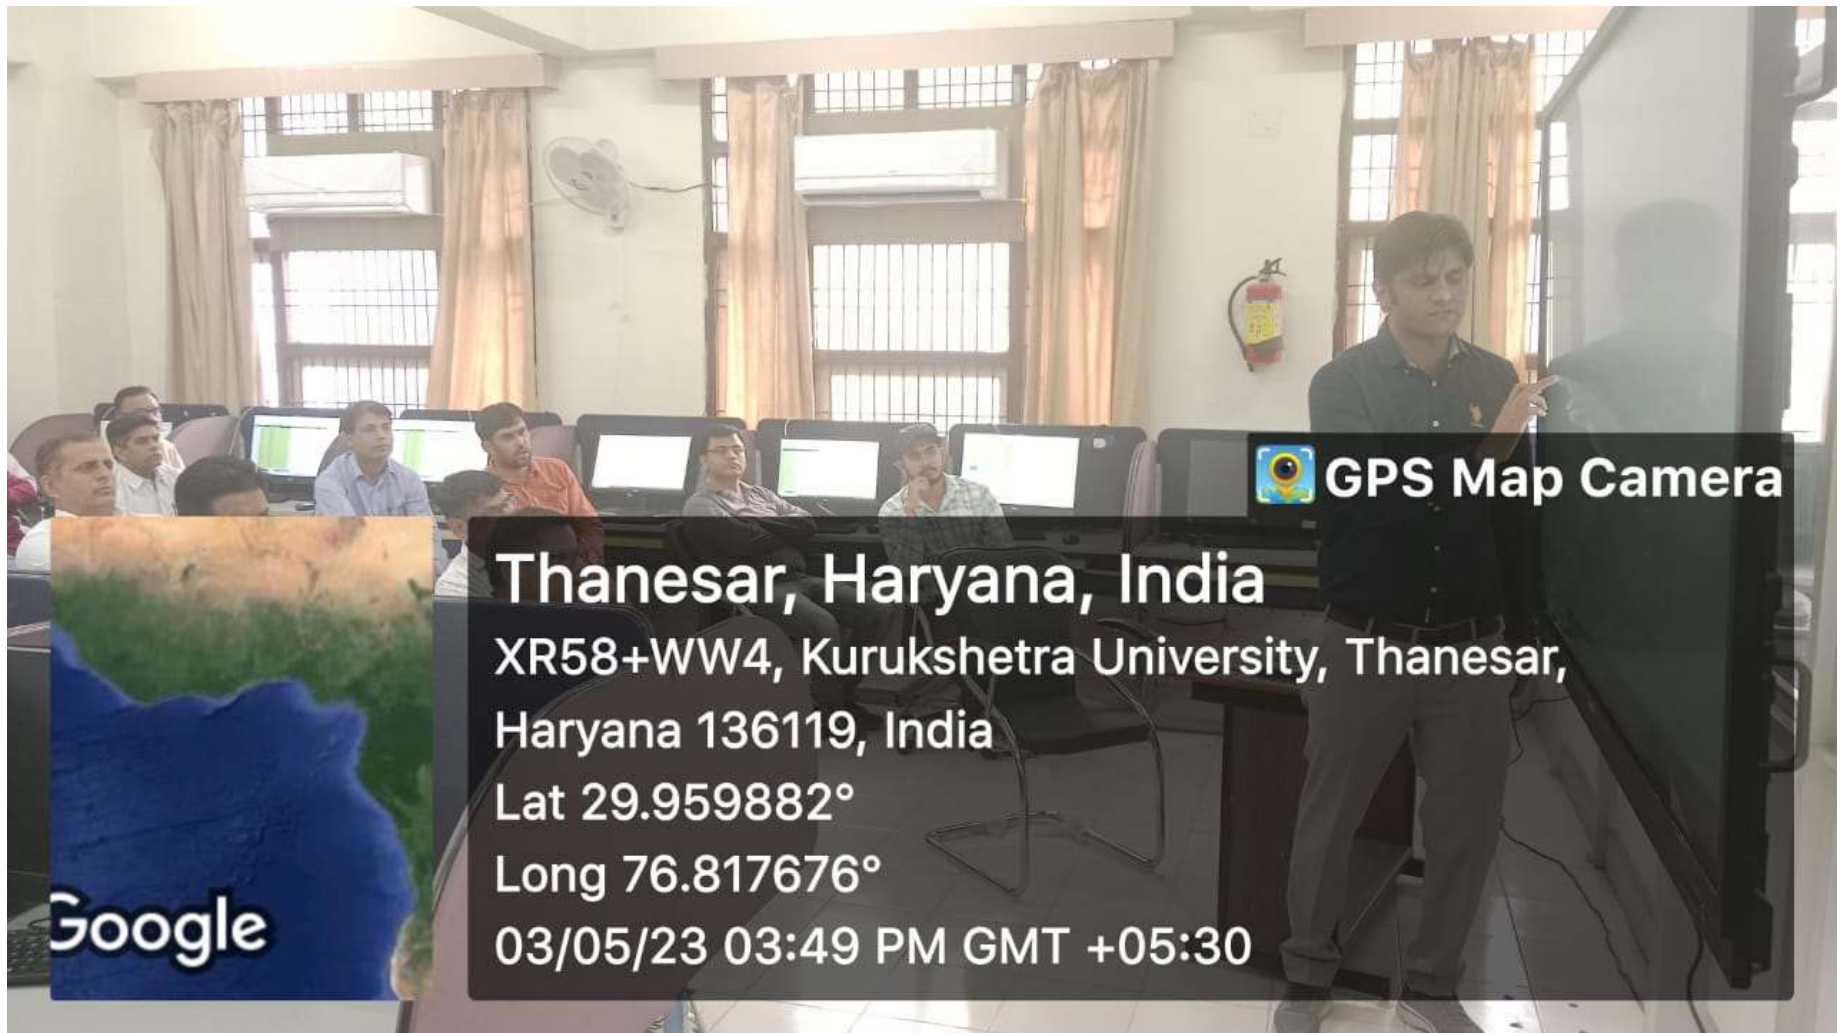 GPS Map Camera
Thanesar, Haryana, India
XR58+WW4, Kurukshetra University, Thanesar,
Haryana 136119, India
Lat 29.959882°
Long 76.817676°
03/05/23 03:49 PM GMT +05:30
Google